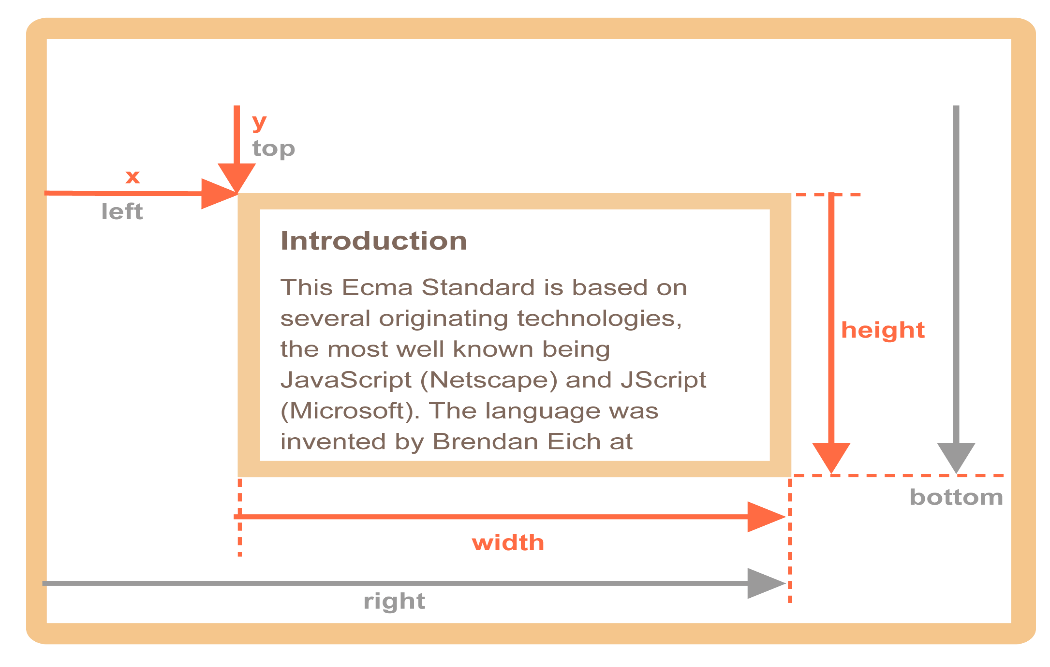 y
top
x
left
Introduction
This Ecma Standard is based on
several originating technologies,
the most well known being
JavaScript (Netscape) and JScript
(Microsoft). The language was
invented by Brendan Eich at
height
bottom
width
right